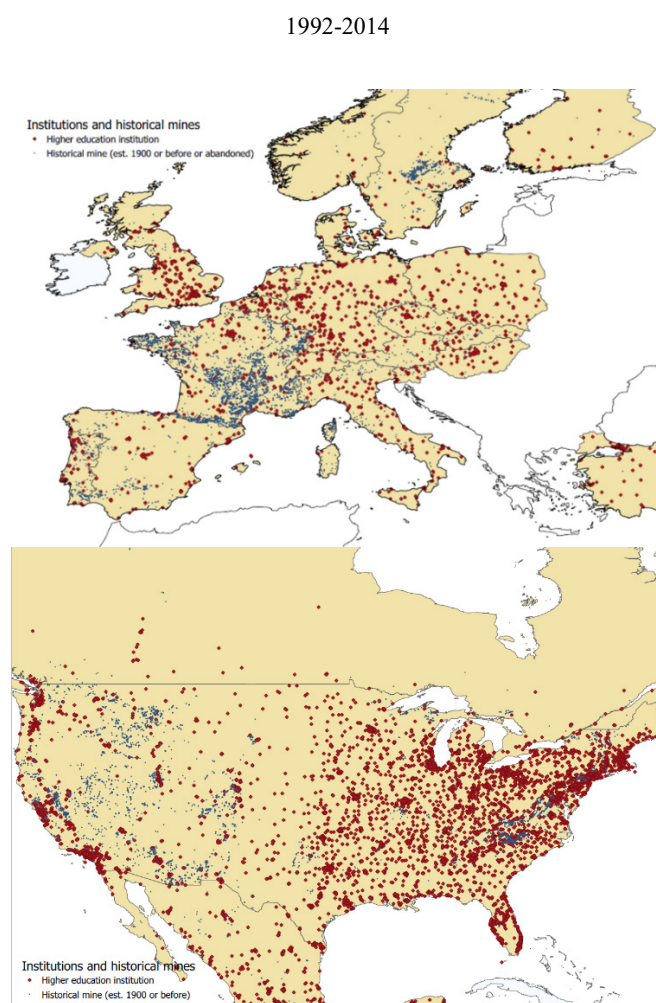 1992-2014
Institutions and historical mines
Higher education institution
Historical mine (est. 1900 or before or abandoned)
Institutions and historical mines
Higher education institution
Historical mine (est. 1900 or before)